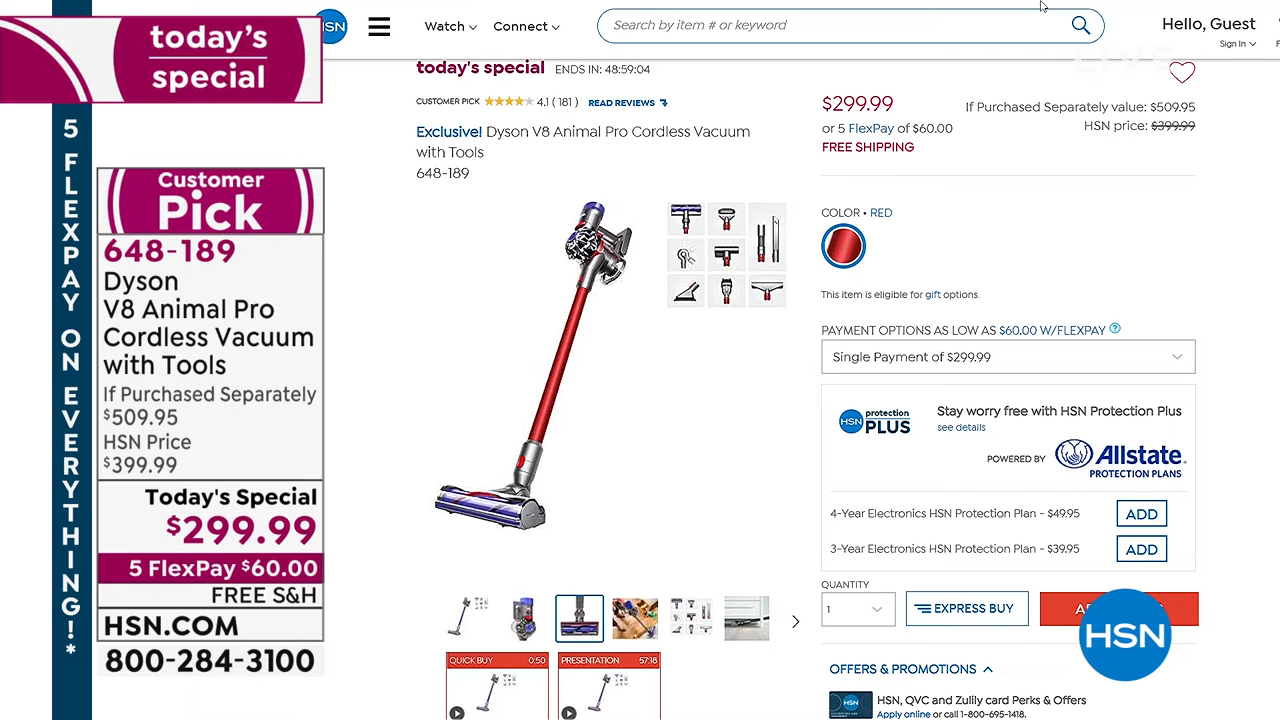 today's
special
5 FLEXPAY ON EVERYTHING!*
Customer
Pick
648-189
Dyson
V8 Animal Pro
Cordless Vacuum
with Tools
If Purchased Separately
$509.95
HSN Price
$399.99
Today's Special
$299.99
5 FlexPay $60.00
FREE S&H
HSN.COM
800-284-3100
Watch
Connect
Search by item # or keyword
Hello, Guest
Sign In
LIVE
today's special ENDS IN: 48:59:04
CUSTOMER PICK 4.1 ( 181 ) READ REVIEWS
Exclusive! Dyson V8 Animal Pro Cordless Vacuum
with Tools
648-189
$299.99
or 5 FlexPay of $60.00
FREE SHIPPING
If Purchased Separately value: $509.95
HSN price: $399.99
COLOR • RED
This item is eligible for gift options.
PAYMENT OPTIONS AS LOW AS $60.00 W/FLEXPAY ?
Single Payment of $299.99
HSN protection
PLUS
Stay worry free with HSN Protection Plus
see details
POWERED BY Allstate
PROTECTION PLANS
4-Year Electronics HSN Protection Plan - $49.95 ADD
3-Year Electronics HSN Protection Plan - $39.95 ADD
QUANTITY
1
EXPRESS BUY
HSN
QUICK BUY 0:50
PRESENTATION 57:18
OFFERS & PROMOTIONS
HSN, QVC and Zulily card Perks & Offers
Apply online or call 1-800-695-1418.